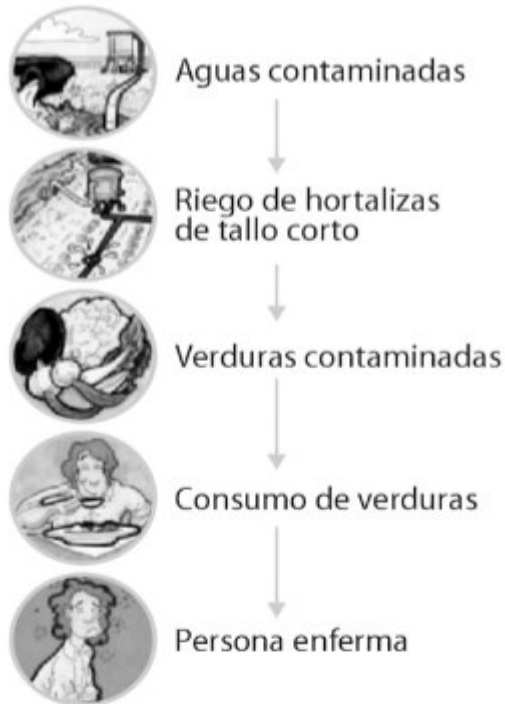 Aguas contaminadas
Riego de hortalizas
de tallo corto
Verduras contaminadas
Consumo de verduras
Persona enferma